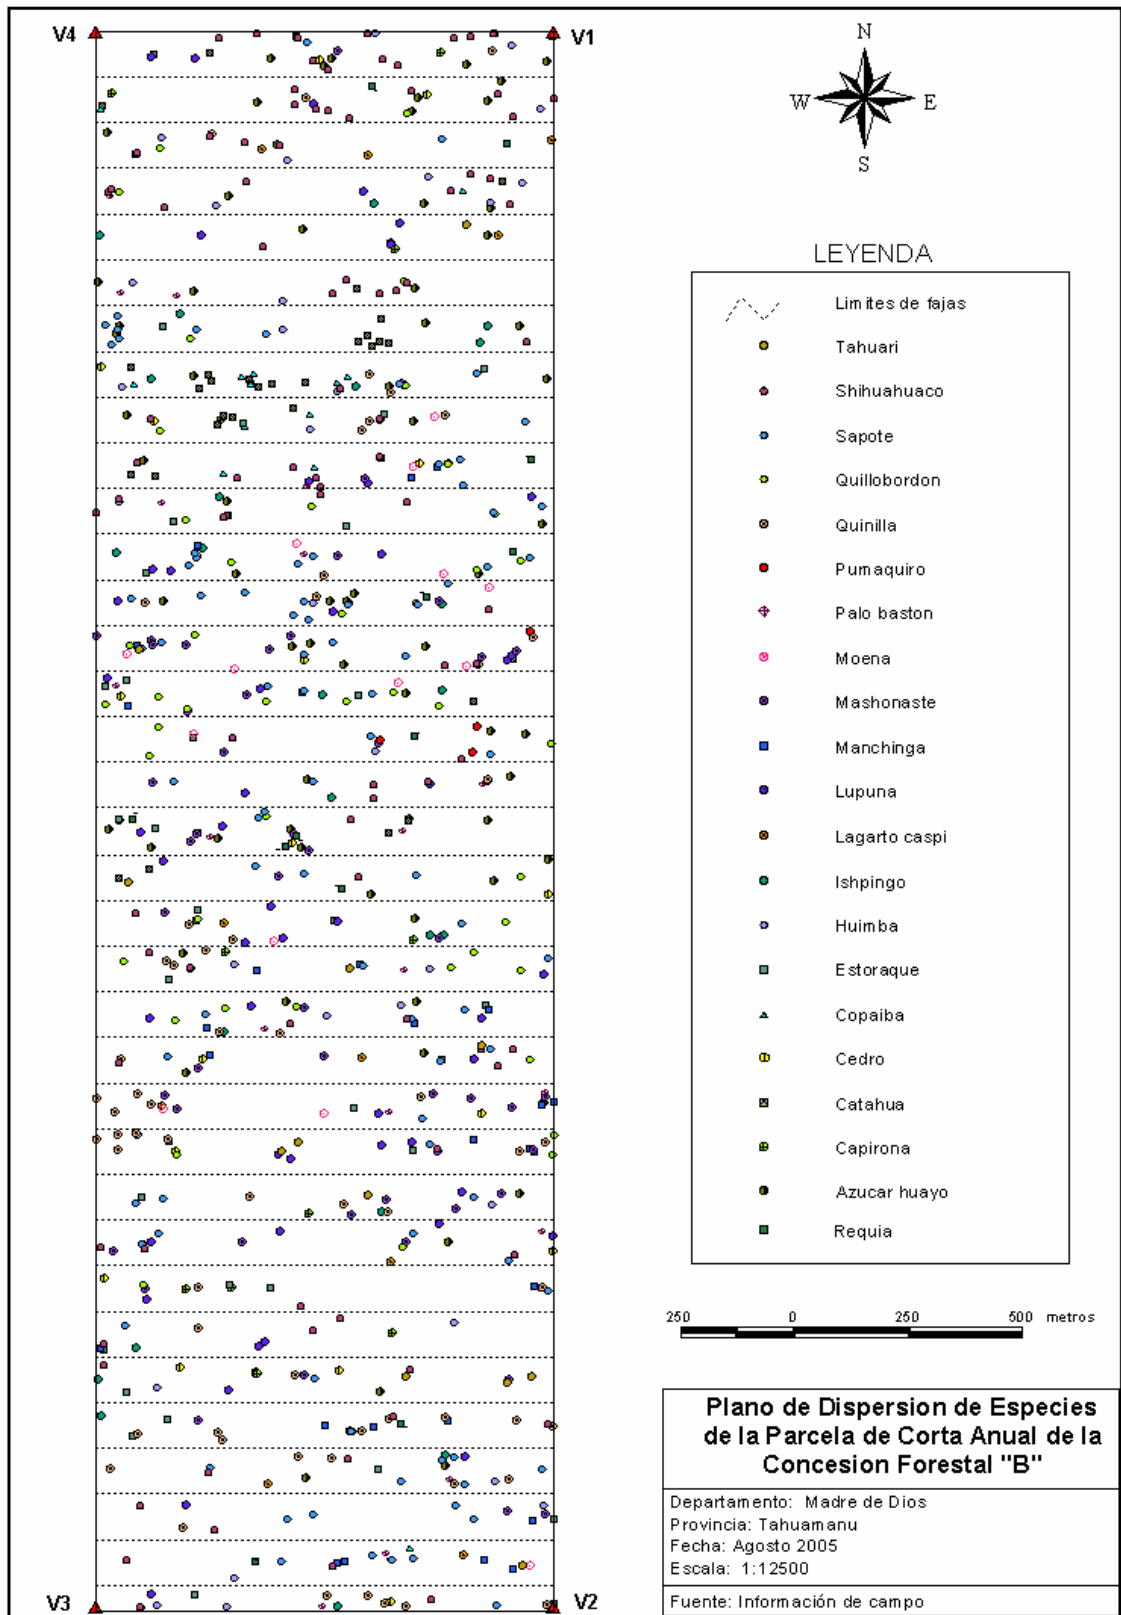 V4
V1
N
W
E
S
LEYENDA
Limites de fajas
Tahuari
Shihuahuaco
Sapote
Quillobordon
Quinilla
Pumaquiro
Palo baston
Moena
Mashonaste
Manchinga
Lupuna
Lagarto caspi
Ishpingo
Huimba
Estoraque
Copaiba
Cedro
Catahua
Capirona
Azucar huayo
Requia
250 0 250 500 metros
Plano de Dispersion de Especies
de la Parcela de Corta Anual de la
Concesion Forestal "B"
Departamento: Madre de Dios
Provincia: Tahuamanu
Fecha: Agosto 2005
Escala: 1:12500
Fuente: Información de campo
V3
V2